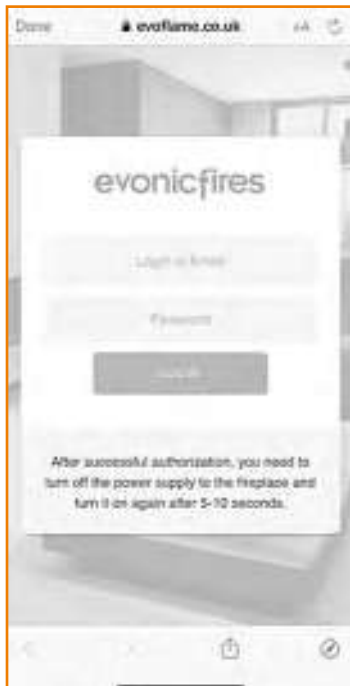 Done evoflame.co.uk AA
evonicfires
Login or Email
Password
After successful authorization, you need to
turn off the power supply to the fireplace and
turn it on again after 5-10 seconds.